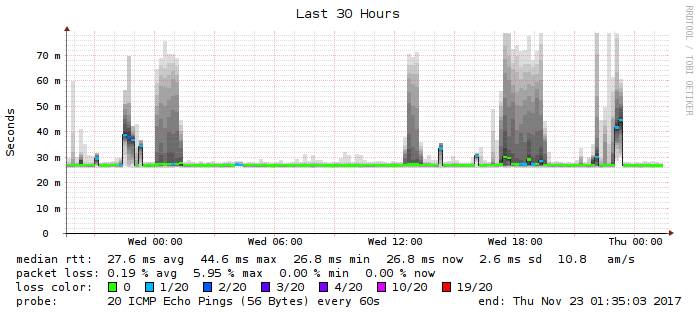 Last 30 Hours
RRDTOOL / TOBI OETIKER
Seconds
70 m
60 m
50 m
40 m
30 m
20 m
10 m
0
Wed 00:00 Wed 06:00 Wed 12:00 Wed 18:00 Thu 00:00
median rtt: 27.6 ms avg 44.6 ms max 26.8 ms min 26.8 ms now 2.6 ms sd 10.8 am/s
packet loss: 0.19 % avg 5.95 % max 0.00 % min 0.00 % now
loss color: 0 1/20 2/20 3/20 4/20 10/20 19/20
probe: 20 ICMP Echo Pings (56 Bytes) every 60s end: Thu Nov 23 01:35:03 2017